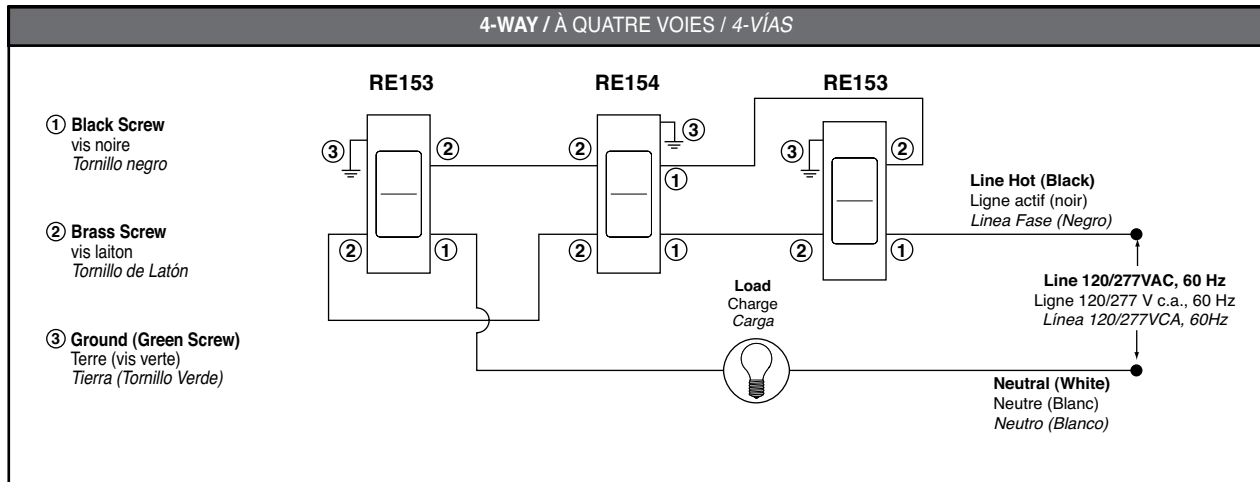 4-WAY / À QUATRE VOIES / 4-VÍAS
RE153
RE154
RE153
① Black Screw
vis noire
Tornillo negro
② Brass Screw
vis laiton
Tornillo de Latón
③ Ground (Green Screw)
Terre (vis verte)
Tierra (Tornillo Verde)
③
②
②
①
②
③
①
②
①
③
②
②
①
Line Hot (Black)
Ligne actif (noir)
Linea Fase (Negro)
Line 120/277VAC, 60 Hz
Ligne 120/277 V c.a., 60 Hz
Línea 120/277VCA, 60Hz
Load
Charge
Carga
Neutral (White)
Neutre (Blanc)
Neutro (Blanco)